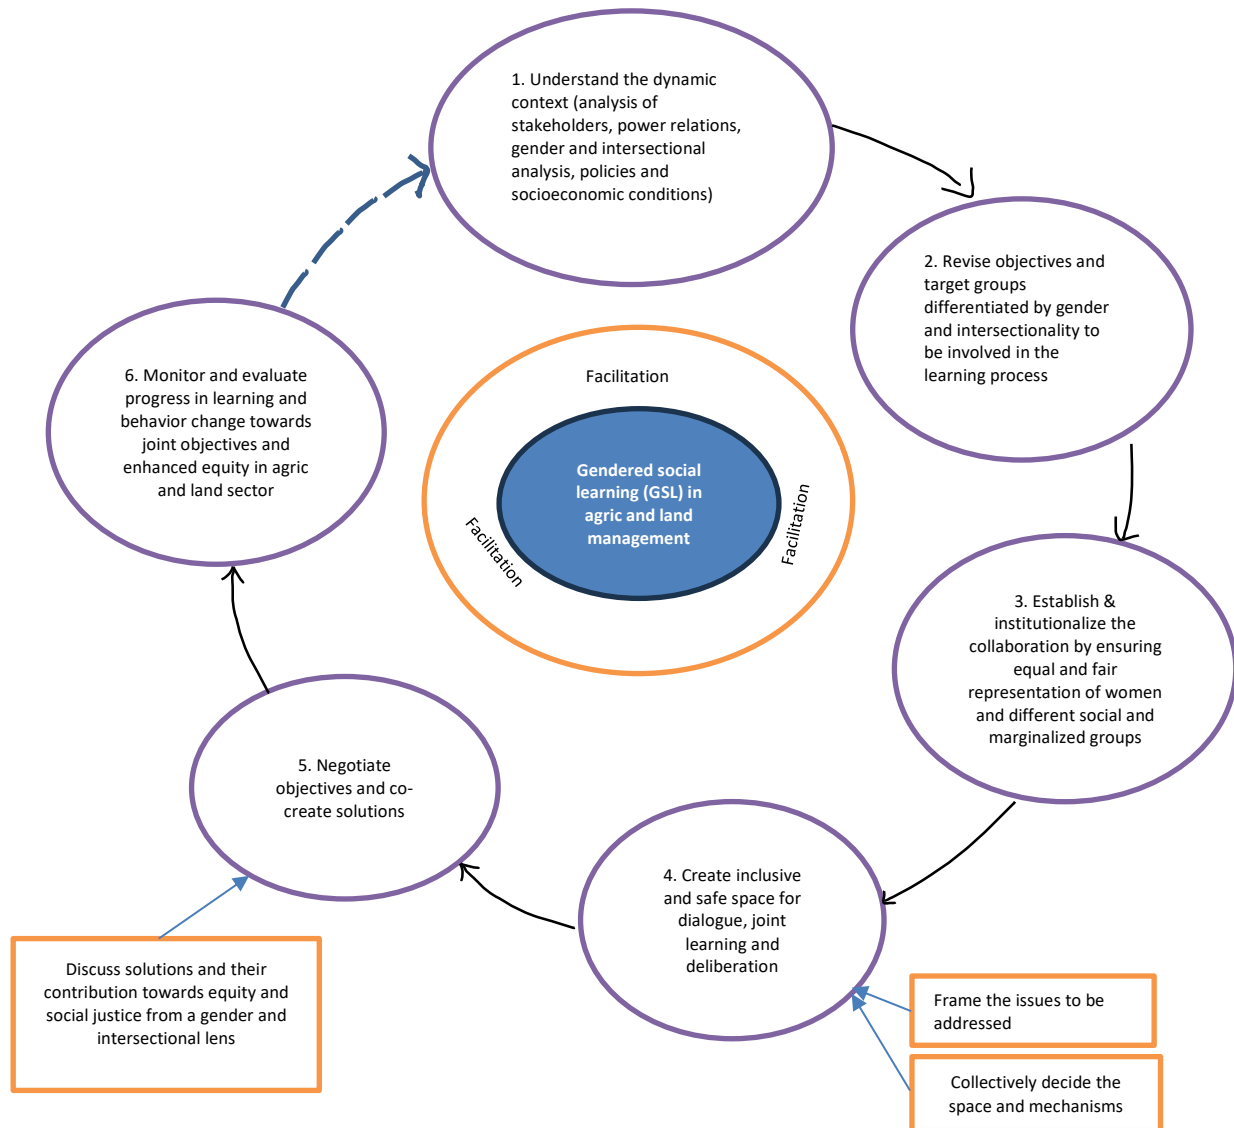 1. Understand the dynamic
context (analysis of
stakeholders, power relations,
gender and intersectional
analysis, policies and
socioeconomic conditions)
2. Revise objectives and
target groups
differentiated by gender
and intersectionality to
be involved in the
learning process
3. Establish &
institutionalize the
collaboration by ensuring
equal and fair
representation of women
and different social and
marginalized groups
4. Create inclusive
and safe space for
dialogue, joint
learning and
deliberation
Frame the issues to be
addressed
Collectively decide the
space and mechanisms
5. Negotiate
objectives and co-
create solutions
Discuss solutions and their
contribution towards equity and
social justice from a gender and
intersectional lens
6. Monitor and evaluate
progress in learning and
behavior change towards
joint objectives and
enhanced equity in agric
and land sector
Facilitation
Facilitation
Facilitation
Gendered social
learning (GSL) in
agric and land
management